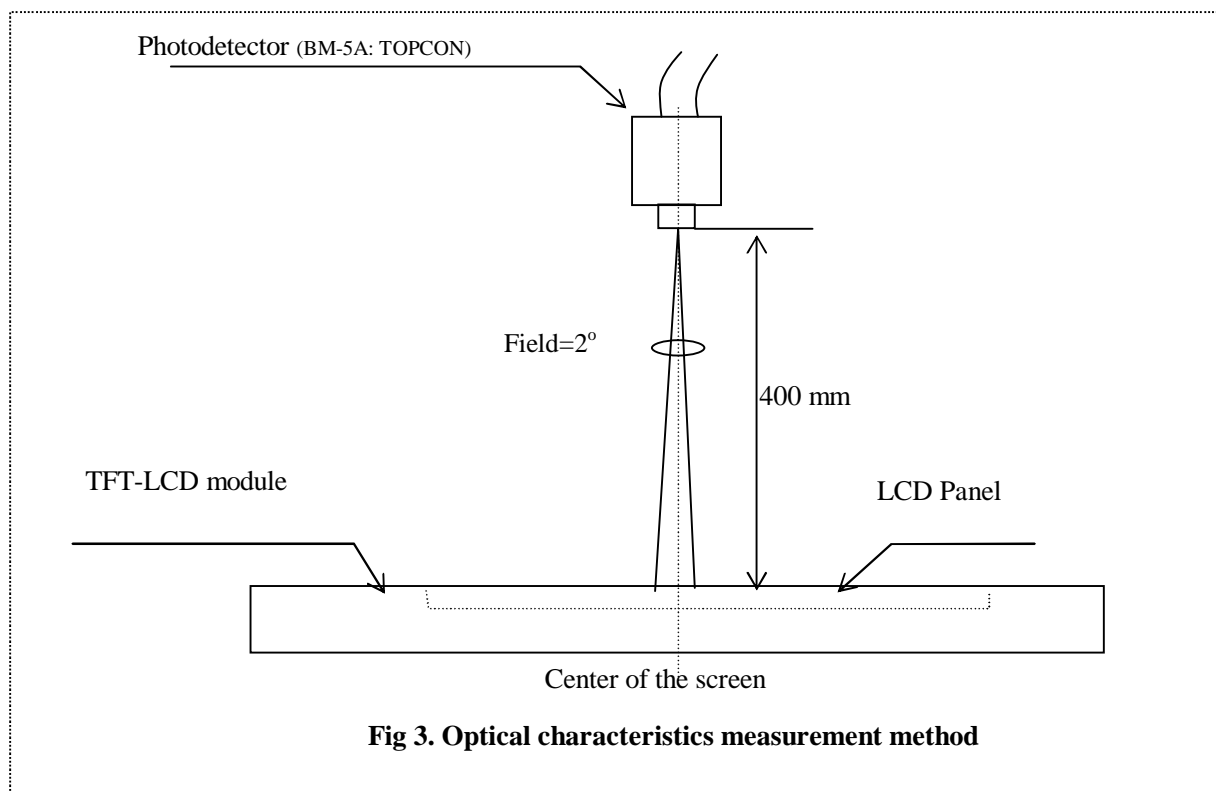 Photodetector (BM-5A: TOPCON)
Field=2°
400 mm
TFT-LCD module
LCD Panel
Center of the screen
Fig 3. Optical characteristics measurement method